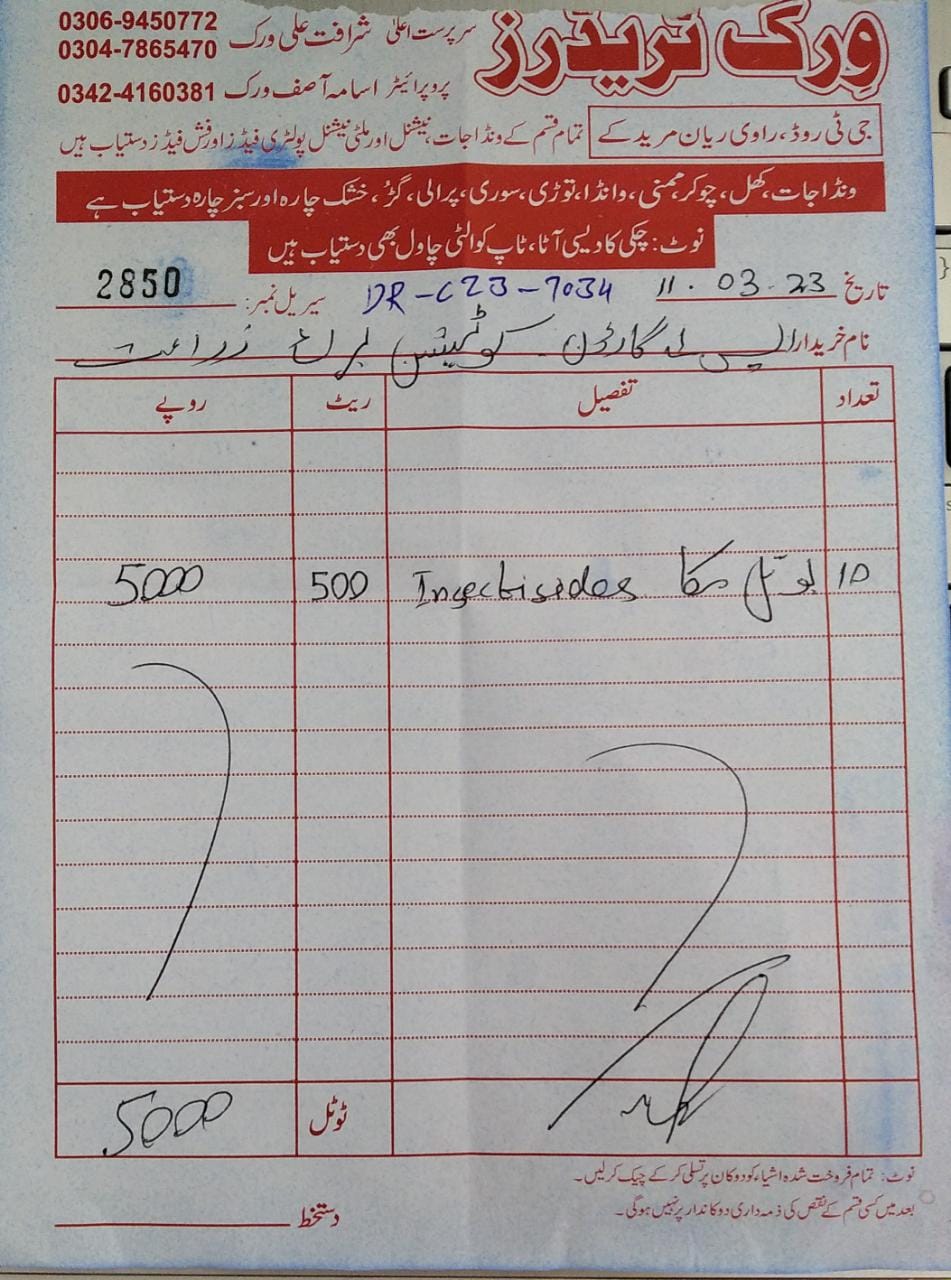 ورک ٹریڈرز
سرپرست اعلیٰ شرافت علی ورک 0306-9450772
0304-7865470
پروپرائیٹر اسامہ آصف ورک 0342-4160381
جی ٹی روڈ، راوی ریان مریدکے تمام قسم کے ونڈاجات، نیشنل اور ملٹی نیشنل پولٹری فیڈز اور فش فیڈز دستیاب ہیں
ونڈاجات، کھل، چوکر، ممنی، وانڈا، توڑی، سوری، پرالی، گڑ، خشک چارہ اور سبز چارہ دستیاب ہے
نوٹ: چکی کا دیسی آٹا، ٹاپ کوالٹی چاول بھی دستیاب ہیں
تاریخ 11.03.23 DR-C23-7034 سیریل نمبر: 2850
نام خریدار ایس پی گارڈن کوٹیشن برائے زراعت
تعداد تفصیل ریٹ روپے
10 بوتل Insectisides 500 5000
ٹوٹل 5000
نوٹ: تمام فروخت شدہ اشیاء کو دوکان پر تسلی کر کے چیک کر لیں۔
بعد میں کسی قسم کے نقص کی ذمہ داری دوکاندار پر نہیں ہوگی۔
دستخط